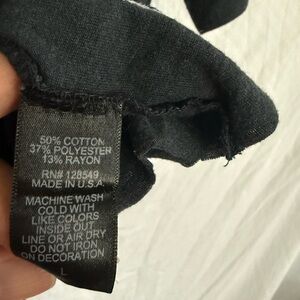 50% COTTON
37% POLYESTER
13% RAYON
RN# 128549
MADE IN U.S.A.
MACHINE WASH
COLD WITH
LIKE COLORS
INSIDE OUT
LINE OR AIR DRY
DO NOT IRON
ON DECORATION
L